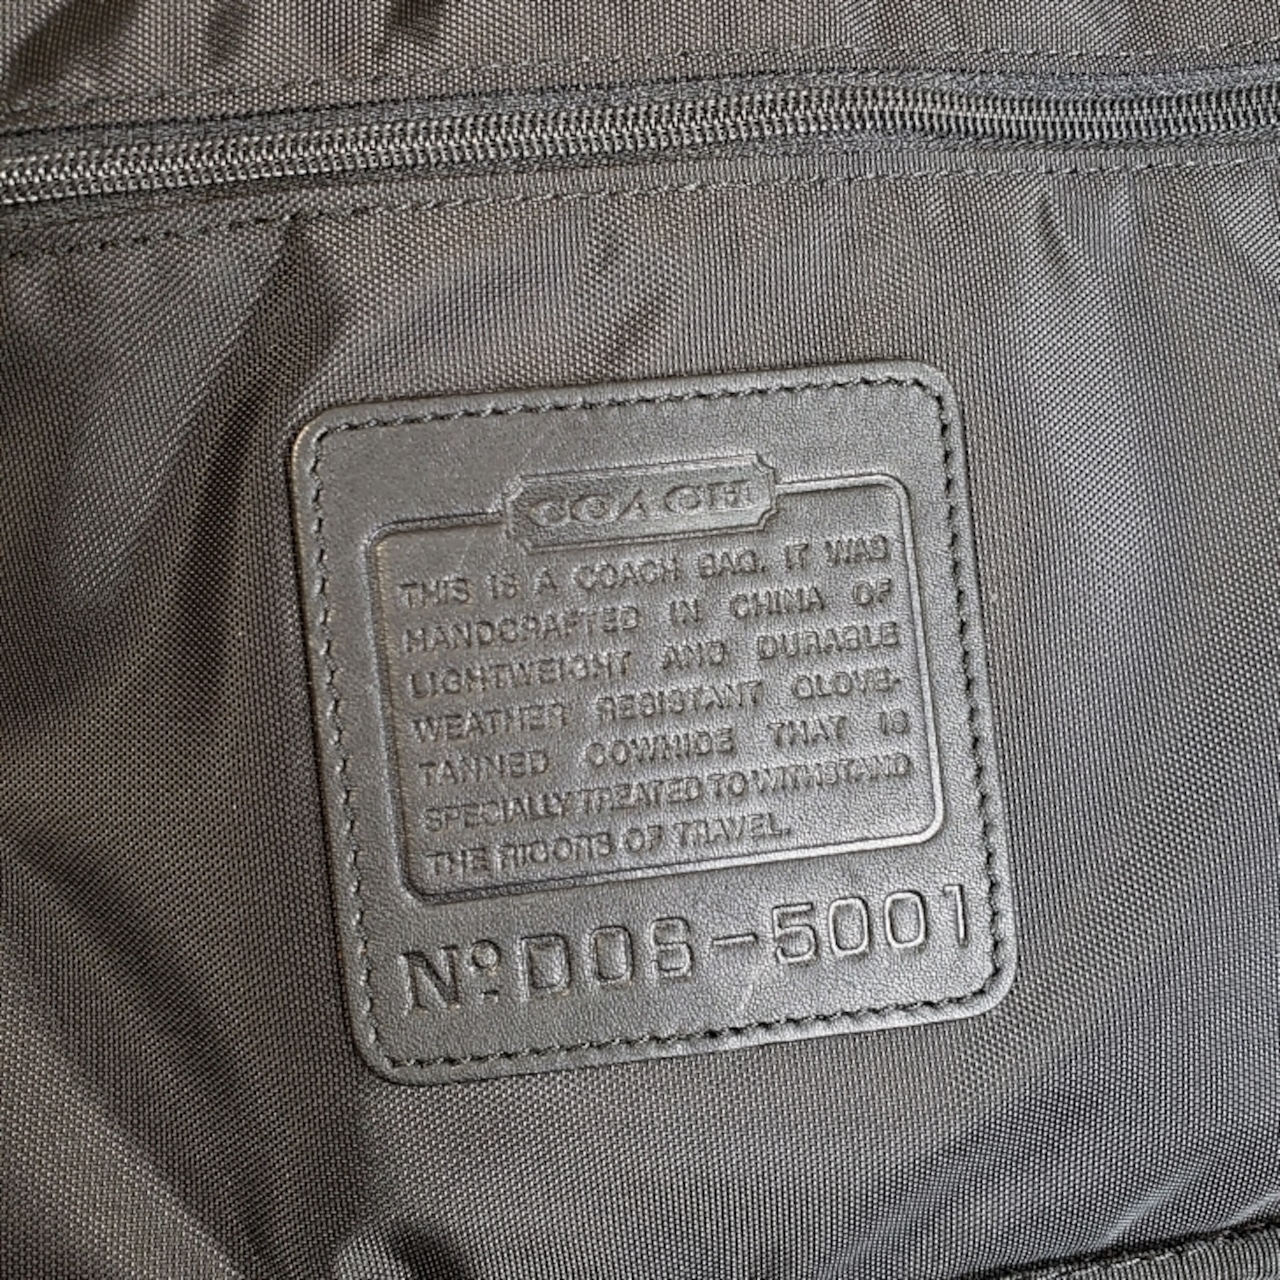 COACH
THIS IS A COACH BAG. IT WAS
HANDCRAFTED IN CHINA OF
LIGHTWEIGHT AND DURABLE
WEATHER RESISTANT GLOVE-
TANNED COWHIDE THAT IS
SPECIALLY TREATED TO WITHSTAND
THE RIGORS OF TRAVEL.
Nº D0S-5001